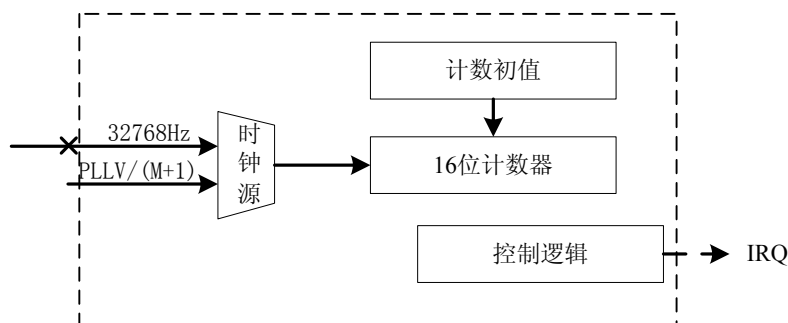 计数初值
32768Hz
时钟源
PLLV/(M+1)
16位计数器
控制逻辑
IRQ